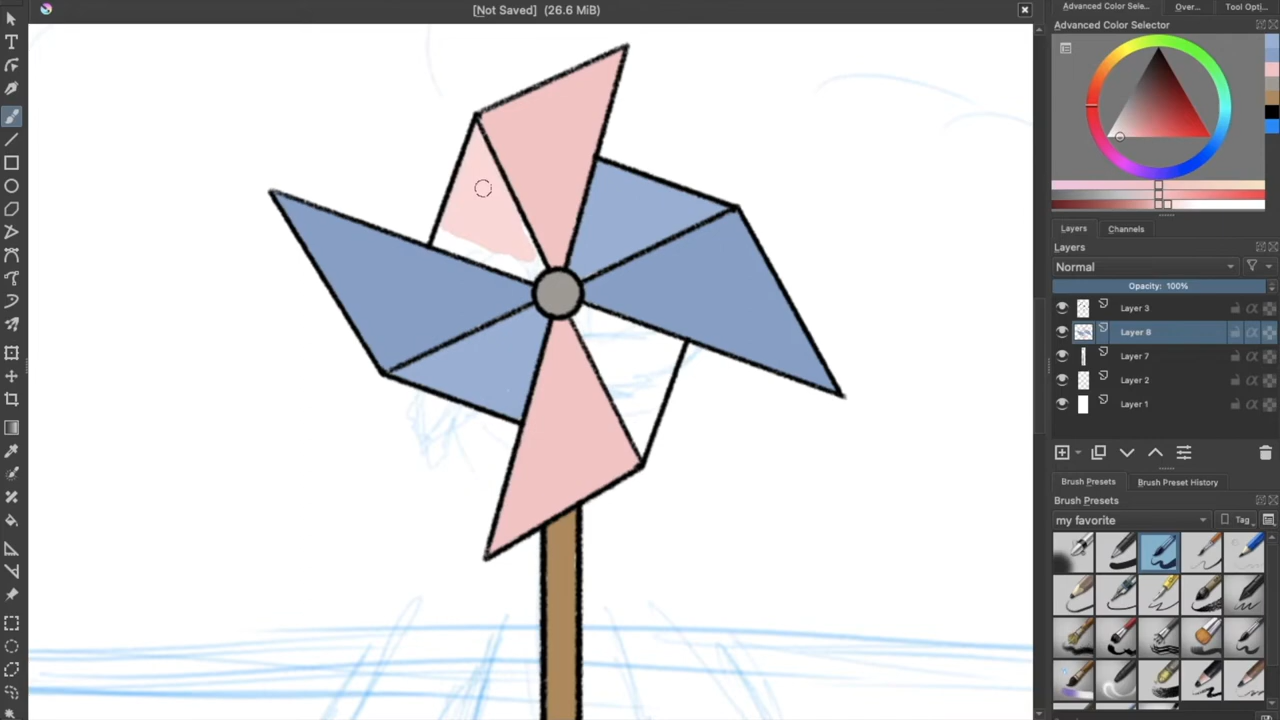 [Not Saved] (26.6 MiB)
Advanced Color Sele...
Over...
Tool Opti...
Advanced Color Selector
Layers
Channels
Layers
Normal
Opacity: 100%
Layer 3
Layer 8
Layer 7
Layer 2
Layer 1
Brush Presets
Brush Preset History
Brush Presets
my favorite
Tag